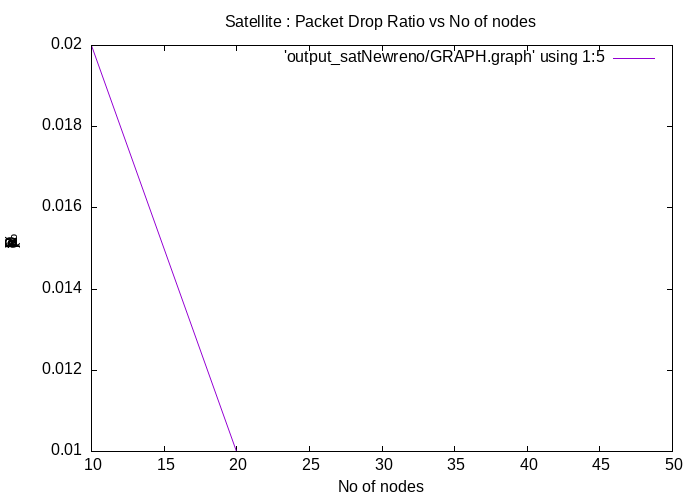 Satellite : Packet Drop Ratio vs No of nodes
'output_satNewreno/GRAPH.graph' using 1:5
0.02
0.018
0.016
0.014
0.012
0.01
10 15 20 25 30 35 40 45 50
No of nodes